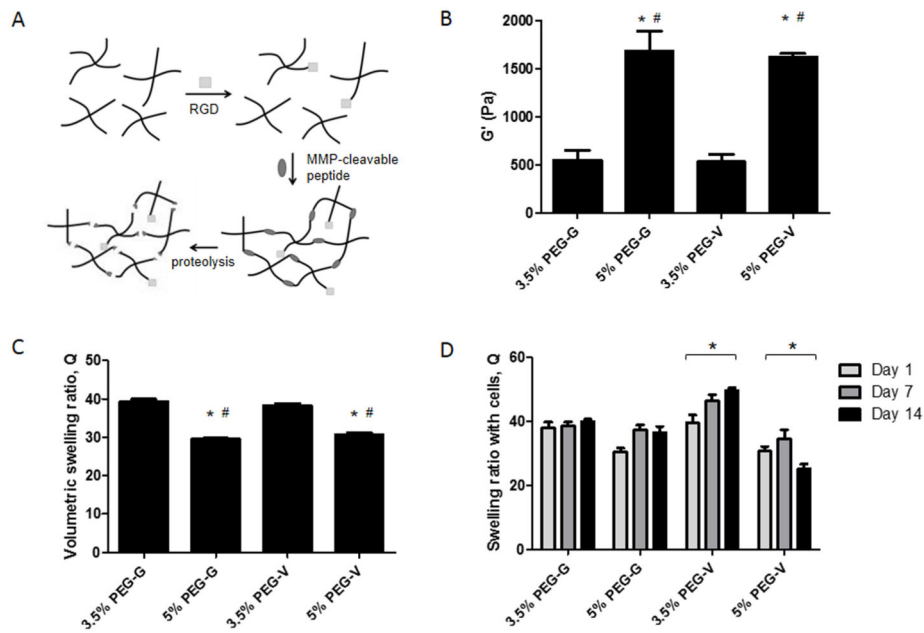 A
RGD
MMP-cleavable
peptide
proteolysis
B
G' (Pa)
2000
1500
1000
500
0
* #
* #
3.5% PEG-G
5% PEG-G
3.5% PEG-V
5% PEG-V
C
Volumetric swelling ratio, Q
50
40
30
20
10
0
* #
* #
3.5% PEG-G
5% PEG-G
3.5% PEG-V
5% PEG-V
D
Swelling ratio with cells, Q
60
40
20
0
*
*
3.5% PEG-G
5% PEG-G
3.5% PEG-V
5% PEG-V
Day 1
Day 7
Day 14